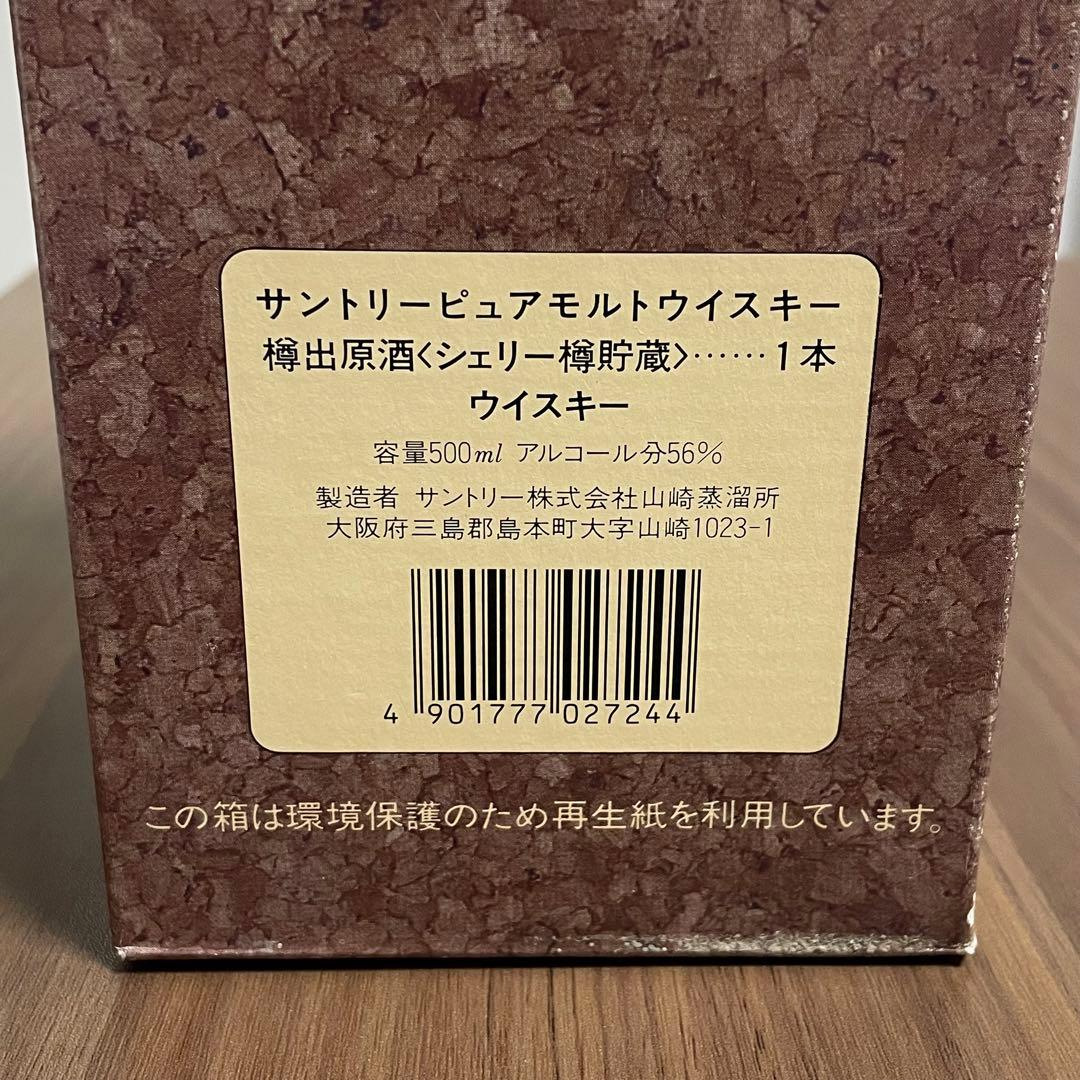 サントリーピュアモルトウイスキー
樽出原酒〈シェリー樽貯蔵〉……1本
ウイスキー
容量500ml アルコール分56%
製造者 サントリー株式会社山崎蒸溜所
大阪府三島郡島本町大字山崎1023-1
4 901777 027244
この箱は環境保護のため再生紙を利用しています。